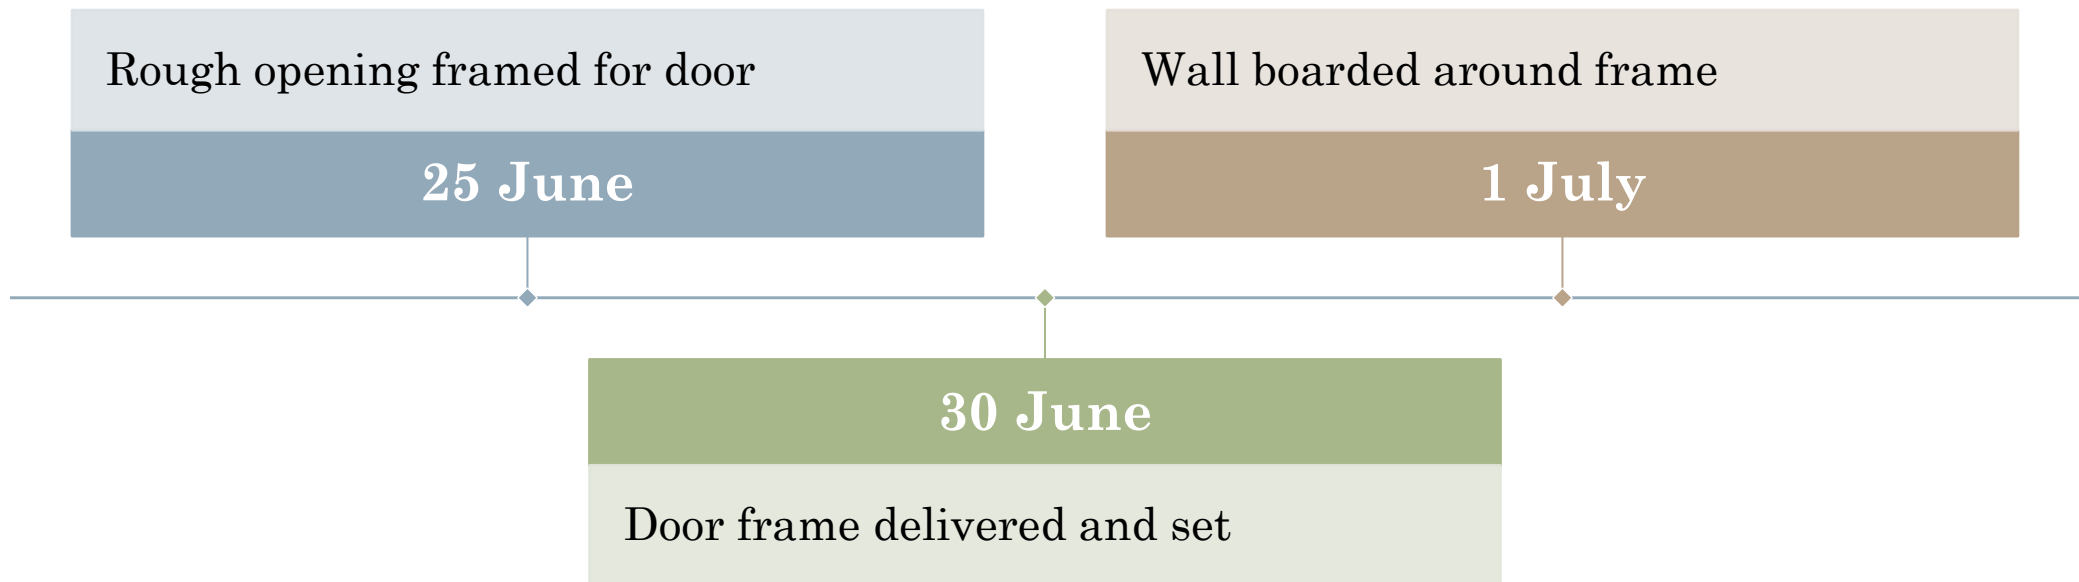 Rough opening framed for door
25 June
30 June
Door frame delivered and set
Wall boarded around frame
1 July